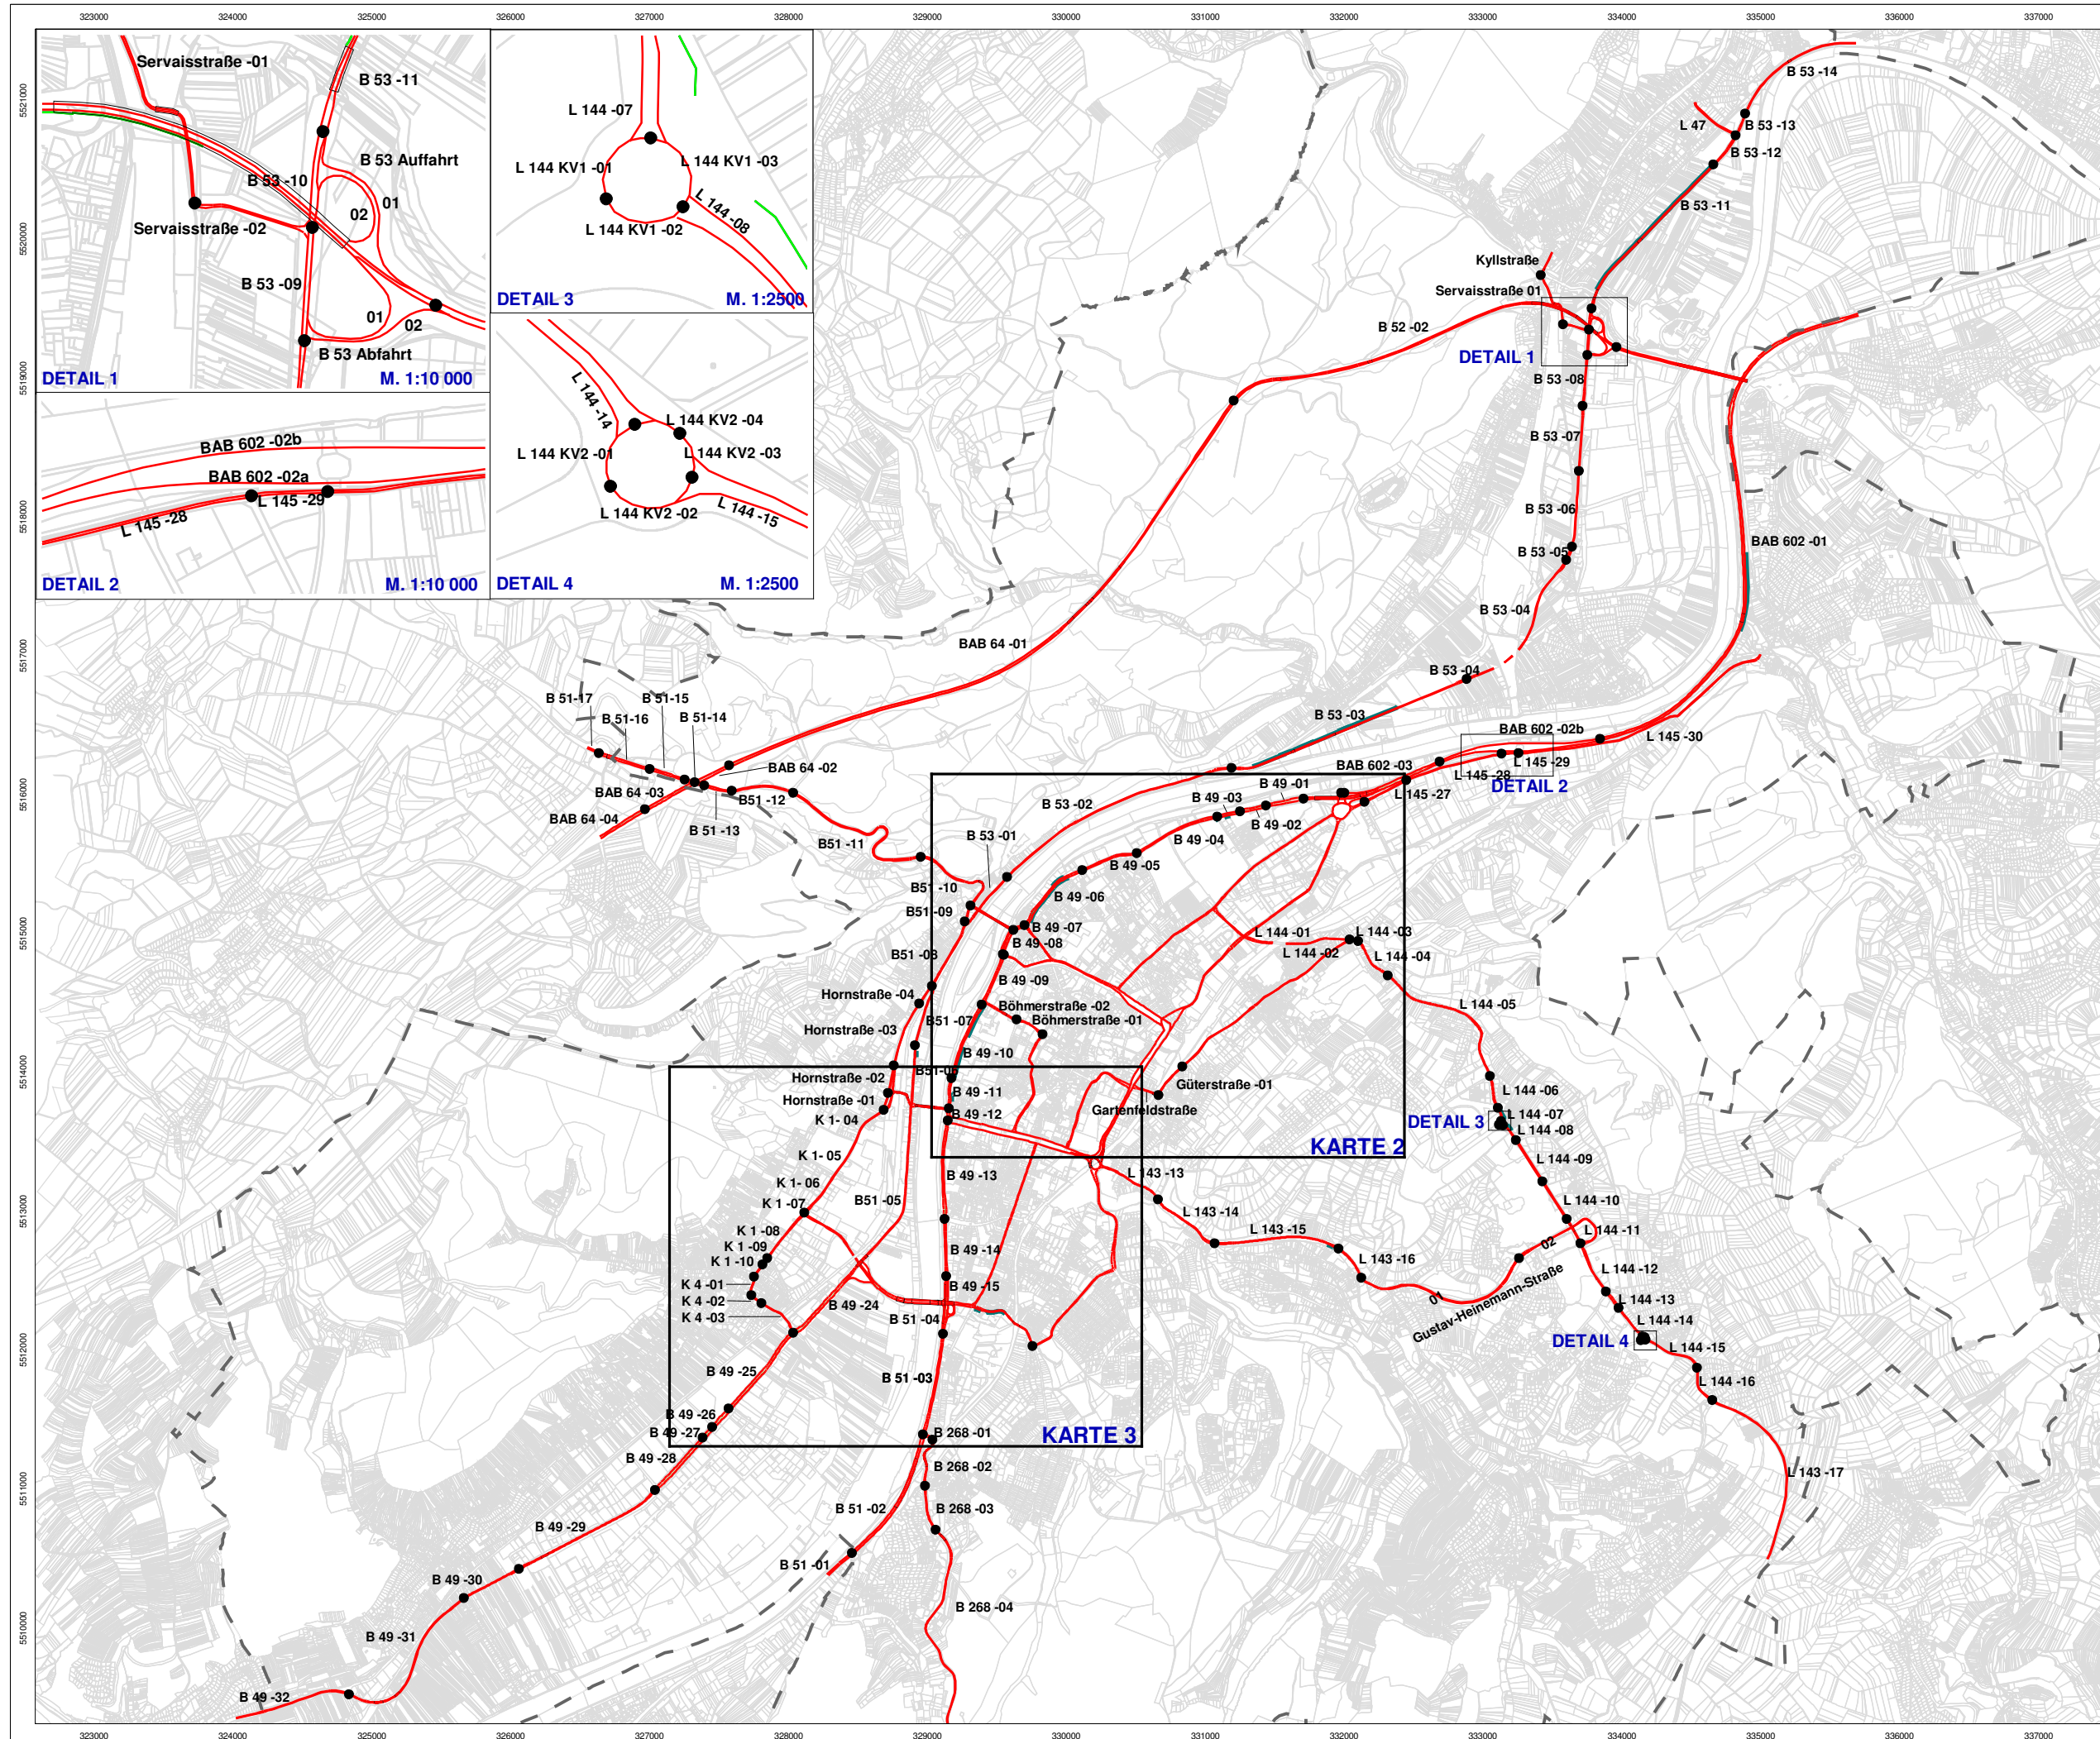 323000 324000 325000 326000 327000 328000 329000 330000 331000 332000 333000 334000 335000 336000 337000
5521000
5520000
5519000
5518000
5517000
5516000
5515000
5514000
5513000
5512000
5511000
5510000
Servaisstraße -01
B 53 -11
B 53 Auffahrt
B 53 -10
01
02
Servaisstraße -02
B 53 -09
01
02
B 53 Abfahrt
DETAIL 1 M. 1:10 000
BAB 602 -02b
BAB 602 -02a
L 145 -29
L 145 -28
DETAIL 2 M. 1:10 000
L 144 -07
L 144 KV1 -01
L 144 KV1 -03
L 144 -08
L 144 KV1 -02
DETAIL 3 M. 1:2500
L 144 -14
L 144 KV2 -04
L 144 KV2 -01
L 144 KV2 -03
L 144 KV2 -02
L 144 -15
DETAIL 4 M. 1:2500
B 53 -14
L 47
B 53 -13
B 53 -12
B 53 -11
Kyllstraße
Servaisstraße 01
B 52 -02
DETAIL 1
B 53 -08
B 53 -07
B 53 -06
B 53 -05
BAB 602 -01
B 53 -04
BAB 64 -01
B 53 -04
B 51-17
B 51-15
B 51-16
B 51-14
B 53 -03
BAB 602 -02b
L 145 -30
BAB 64 -02
BAB 602 -03
L 145 -29
L 145 -28
DETAIL 2
BAB 64 -03
B51 -12
B 49 -01
L 145 -27
B 49 -03
B 53 -02
BAB 64 -04
B 51 -13
B 49 -02
B 53 -01
B51 -11
B 49 -04
B 49 -05
B51 -10
B 49 -06
B51 -09
B 49 -07
L 144 -01
L 144 -03
B 49 -08
B51 -08
L 144 -02
L 144 -04
B 49 -09
Hornstraße -04
Böhmerstraße -02
L 144 -05
Böhmerstraße -01
B51 -07
Hornstraße -03
B 49 -10
B51 -06
Hornstraße -02
Güterstraße -01
B 49 -11
L 144 -06
Hornstraße -01
Gartenfeldstraße
B 49 -12
L 144 -07
K 1- 04
DETAIL 3
L 144 -08
KARTE 2
K 1- 05
L 144 -09
B 49 -13
L 143 -13
K 1- 06
K 1 -07
B51 -05
L 144 -10
L 143 -14
K 1 -08
L 143 -15
L 144 -11
K 1 -09
B 49 -14
02
K 1 -10
L 143 -16
L 144 -12
K 4 -01
B 49 -15
K 4 -02
B 49 -24
01
Gustav-Heinemann-Straße
L 144 -13
K 4 -03
B 51 -04
L 144 -14
DETAIL 4
L 144 -15
B 49 -25
B 51 -03
L 144 -16
B 49 -26
B 49 -27
B 268 -01
KARTE 3
B 49 -28
B 268 -02
L 143 -17
B 51 -02
B 268 -03
B 49 -29
B 51 -01
B 49 -30
B 268 -04
B 49 -31
B 49 -32
323000 324000 325000 326000 327000 328000 329000 330000 331000 332000 333000 334000 335000 336000 337000